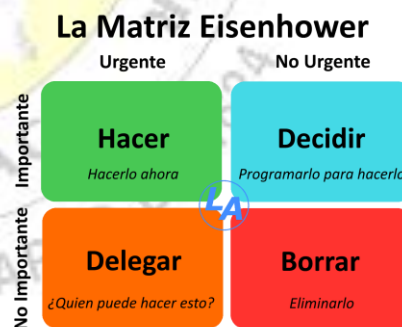 La Matriz Eisenhower
Urgente
No Urgente
Importante
Hacer
Hacerlo ahora
Decidir
Programarlo para hacerlo
LA
No Importante
Delegar
¿Quien puede hacer esto?
Borrar
Eliminarlo